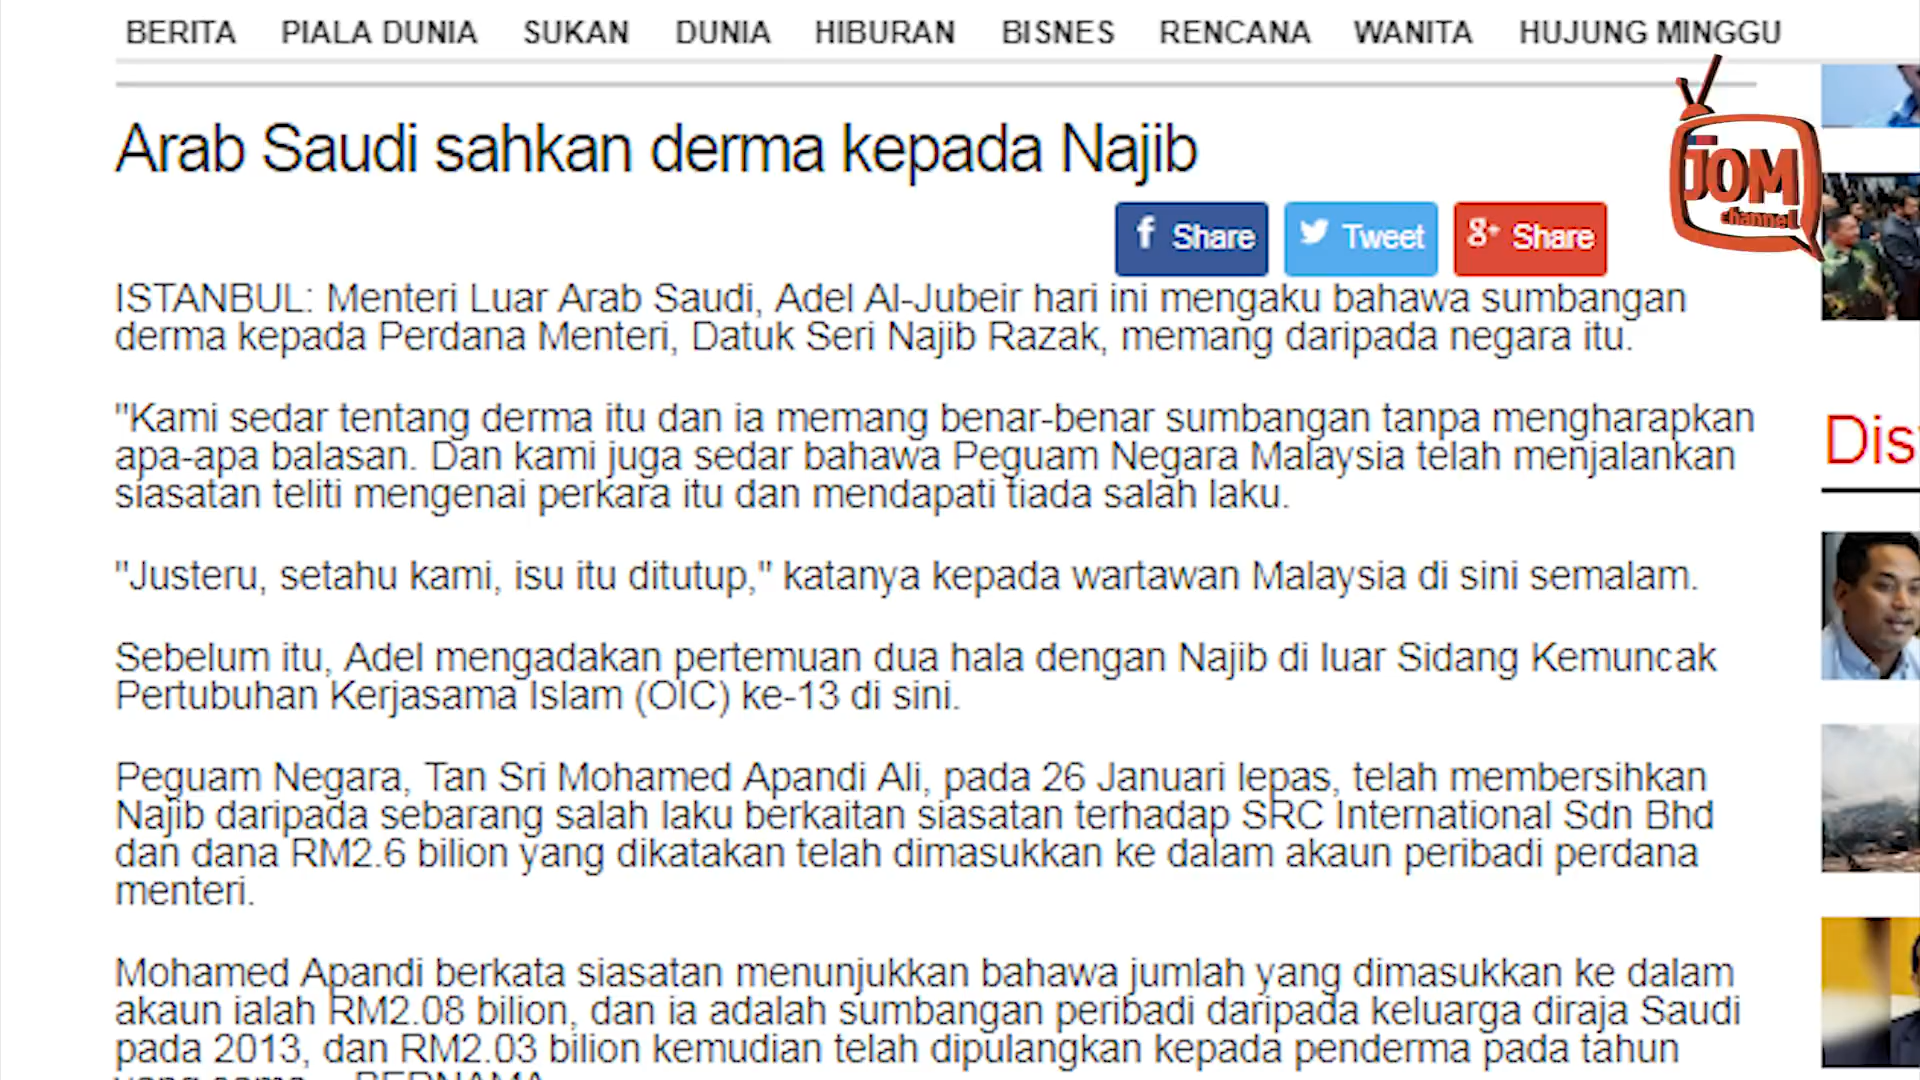 BERITA PIALA DUNIA SUKAN DUNIA HIBURAN BISNES RENCANA WANITA HUJUNG MINGGU
JOM
channel
Arab Saudi sahkan derma kepada Najib
f Share Tweet g+ Share
ISTANBUL: Menteri Luar Arab Saudi, Adel Al-Jubeir hari ini mengaku bahawa sumbangan
derma kepada Perdana Menteri, Datuk Seri Najib Razak, memang daripada negara itu.
"Kami sedar tentang derma itu dan ia memang benar-benar sumbangan tanpa mengharapkan
apa-apa balasan. Dan kami juga sedar bahawa Peguam Negara Malaysia telah menjalankan
siasatan teliti mengenai perkara itu dan mendapati tiada salah laku.
"Justeru, setahu kami, isu itu ditutup," katanya kepada wartawan Malaysia di sini semalam.
Sebelum itu, Adel mengadakan pertemuan dua hala dengan Najib di luar Sidang Kemuncak
Pertubuhan Kerjasama Islam (OIC) ke-13 di sini.
Peguam Negara, Tan Sri Mohamed Apandi Ali, pada 26 Januari lepas, telah membersihkan
Najib daripada sebarang salah laku berkaitan siasatan terhadap SRC International Sdn Bhd
dan dana RM2.6 bilion yang dikatakan telah dimasukkan ke dalam akaun peribadi perdana
menteri.
Mohamed Apandi berkata siasatan menunjukkan bahawa jumlah yang dimasukkan ke dalam
akaun ialah RM2.08 bilion, dan ia adalah sumbangan peribadi daripada keluarga diraja Saudi
pada 2013, dan RM2.03 bilion kemudian telah dipulangkan kepada penderma pada tahun
Dis